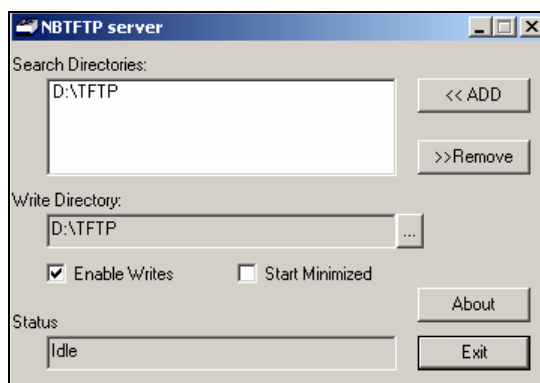 NBTFTP server
Search Directories:
D:\TFTP
<< ADD
>>Remove
Write Directory:
D:\TFTP
...
Enable Writes
Start Minimized
About
Status
Idle
Exit